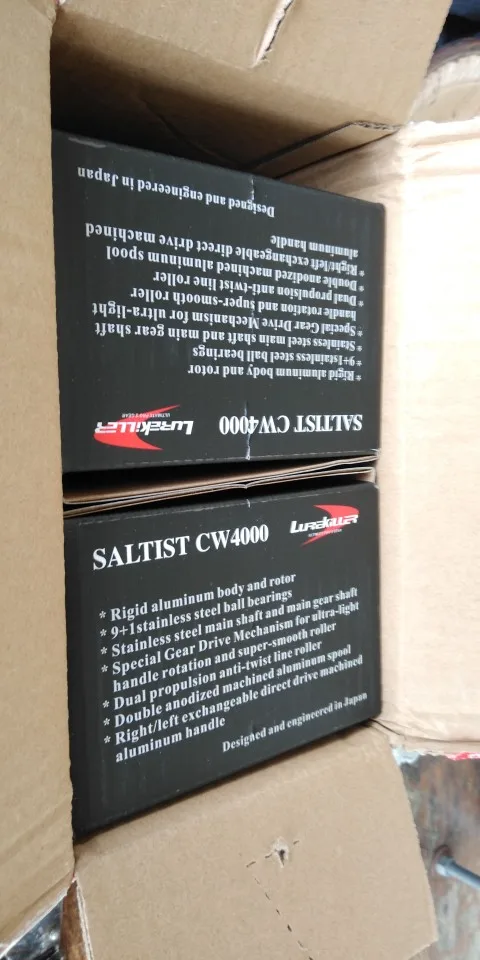 Designed and engineered in Japan
SALTIST CW4000
LURAKILLER
ULTIMATE PRO'S GEAR
* Rigid aluminum body and rotor
* 9+1stainless steel ball bearings
* Stainless steel main shaft and main gear shaft
* Special Gear Drive Mechanism for ultra-light
handle rotation and super-smooth roller
* Dual propulsion anti-twist line roller
* Double anodized machined aluminum spool
* Right/left exchangeable direct drive machined
aluminum handle
SALTIST CW4000
LURAKILLER
* Rigid aluminum body and rotor
* 9+1stainless steel ball bearings
* Stainless steel main shaft and main gear shaft
* Special Gear Drive Mechanism for ultra-light
handle rotation and super-smooth roller
* Dual propulsion anti-twist line roller
* Double anodized machined aluminum spool
* Right/left exchangeable direct drive machined
aluminum handle
Designed and engineered in Japan